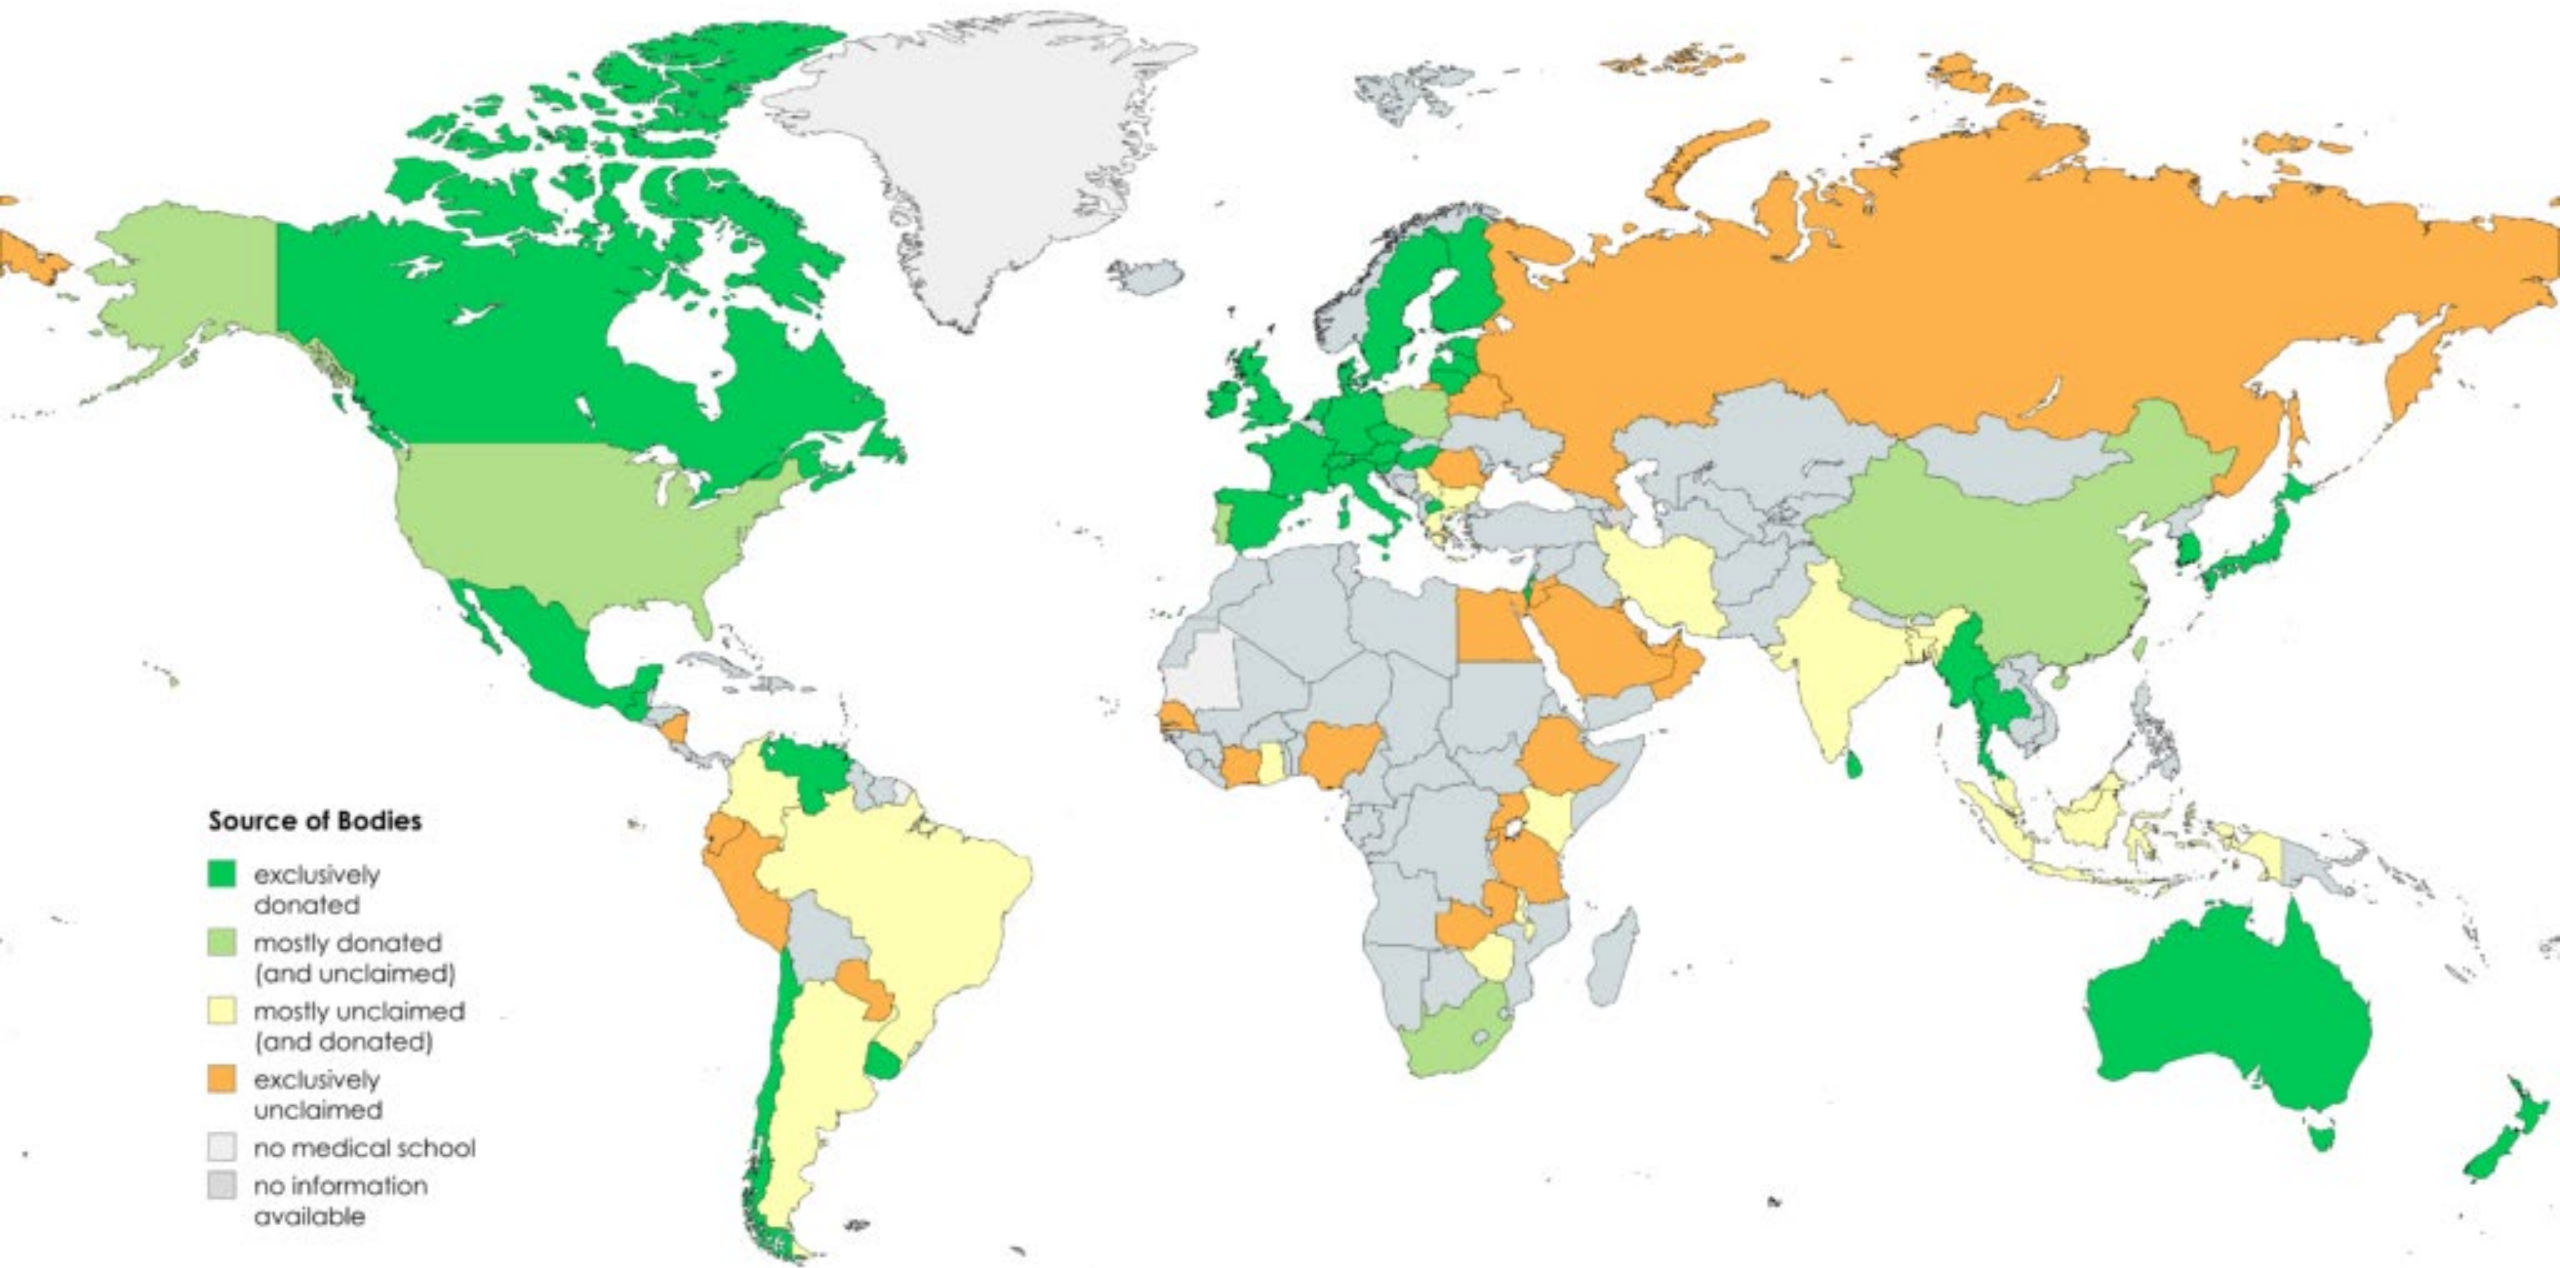 Source of Bodies
exclusively
donated
mostly donated
(and unclaimed)
mostly unclaimed
(and donated)
exclusively
unclaimed
no medical school
no information
available